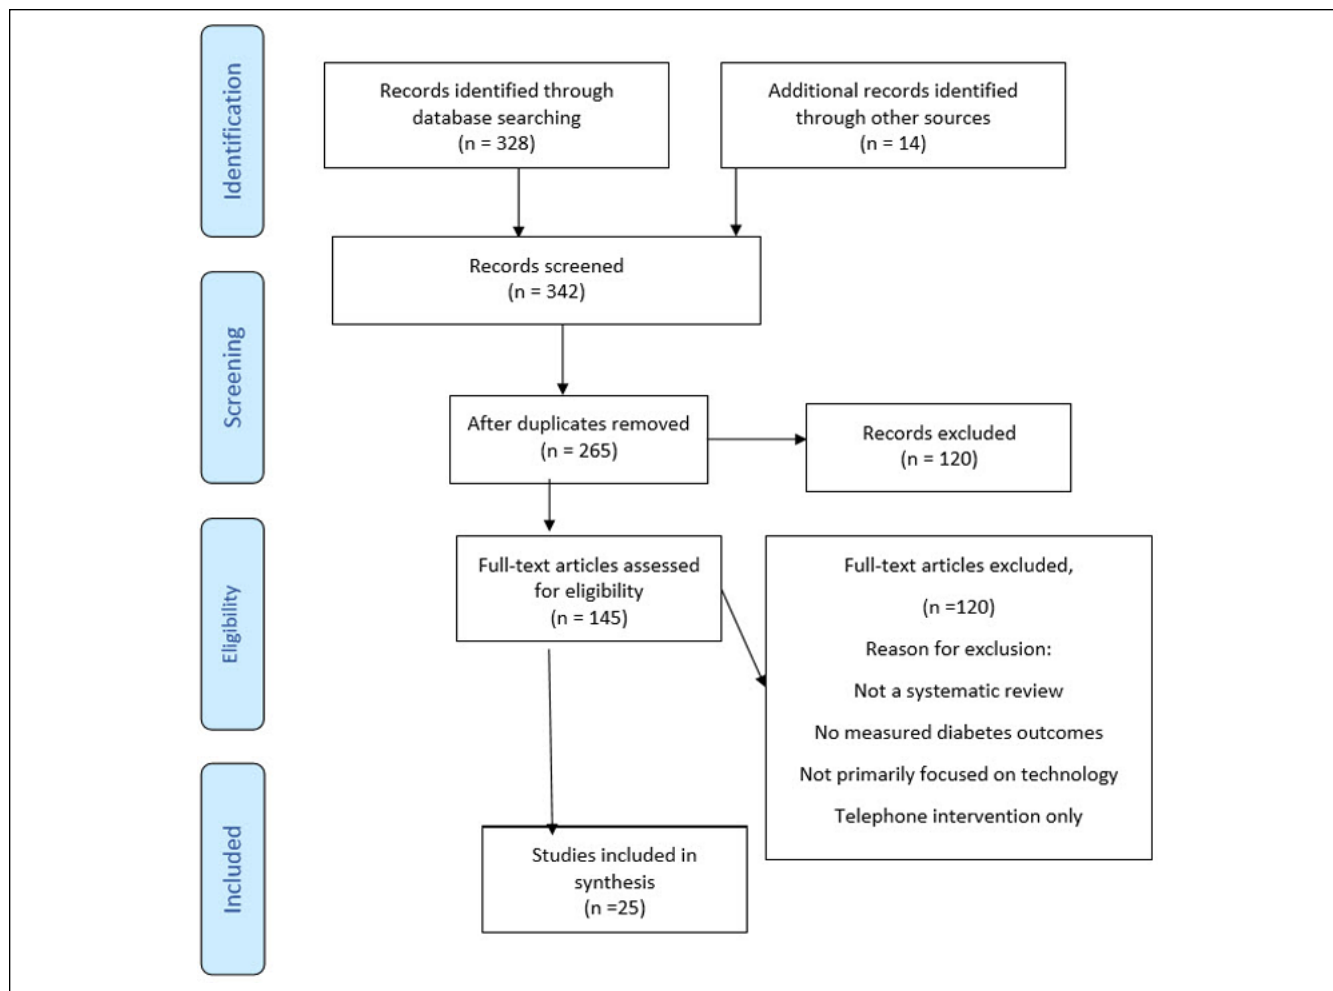 Identification
Records identified through
database searching
(n = 328)
Additional records identified
through other sources
(n = 14)
Screening
Records screened
(n = 342)
After duplicates removed
(n = 265)
Records excluded
(n = 120)
Eligibility
Full-text articles assessed
for eligibility
(n = 145)
Full-text articles excluded,
(n =120)
Reason for exclusion:
Not a systematic review
No measured diabetes outcomes
Not primarily focused on technology
Telephone intervention only
Included
Studies included in
synthesis
(n =25)